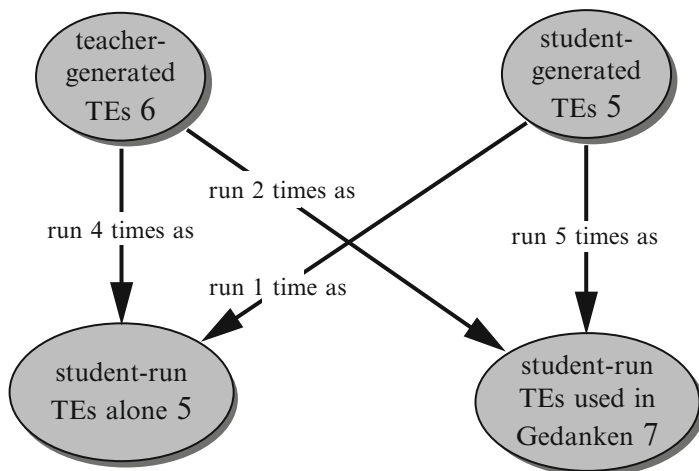 teacher-
generated
TEs 6
student-
generated
TEs 5
run 2 times as
run 4 times as
run 5 times as
run 1 time as
student-run
TEs alone 5
student-run
TEs used in
Gedanken 7